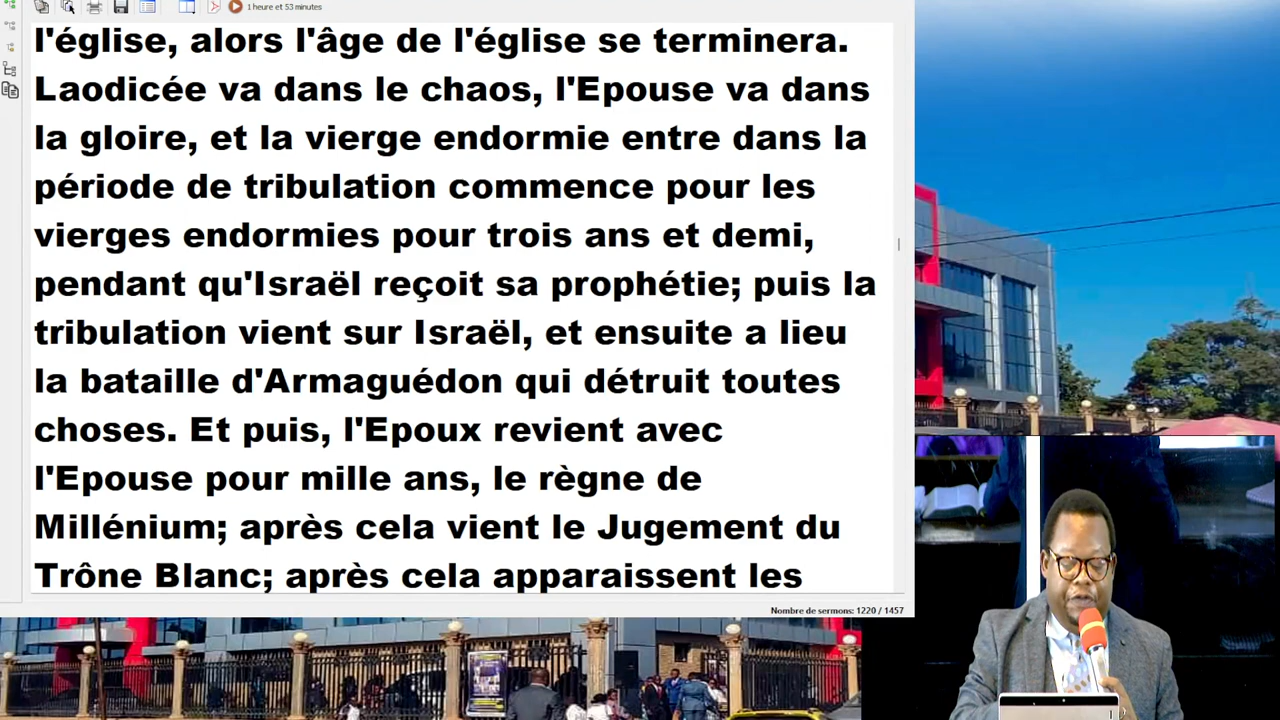 1 heure et 53 minutes
l'église, alors l'âge de l'église se terminera.
Laodicée va dans le chaos, l'Epouse va dans
la gloire, et la vierge endormie entre dans la
période de tribulation commence pour les
vierges endormies pour trois ans et demi,
pendant qu'Israël reçoit sa prophétie; puis la
tribulation vient sur Israël, et ensuite a lieu
la bataille d'Armaguédon qui détruit toutes
choses. Et puis, l'Epoux revient avec
l'Epouse pour mille ans, le règne de
Millénium; après cela vient le Jugement du
Trône Blanc; après cela apparaissent les
Nombre de sermons: 1220 / 1457